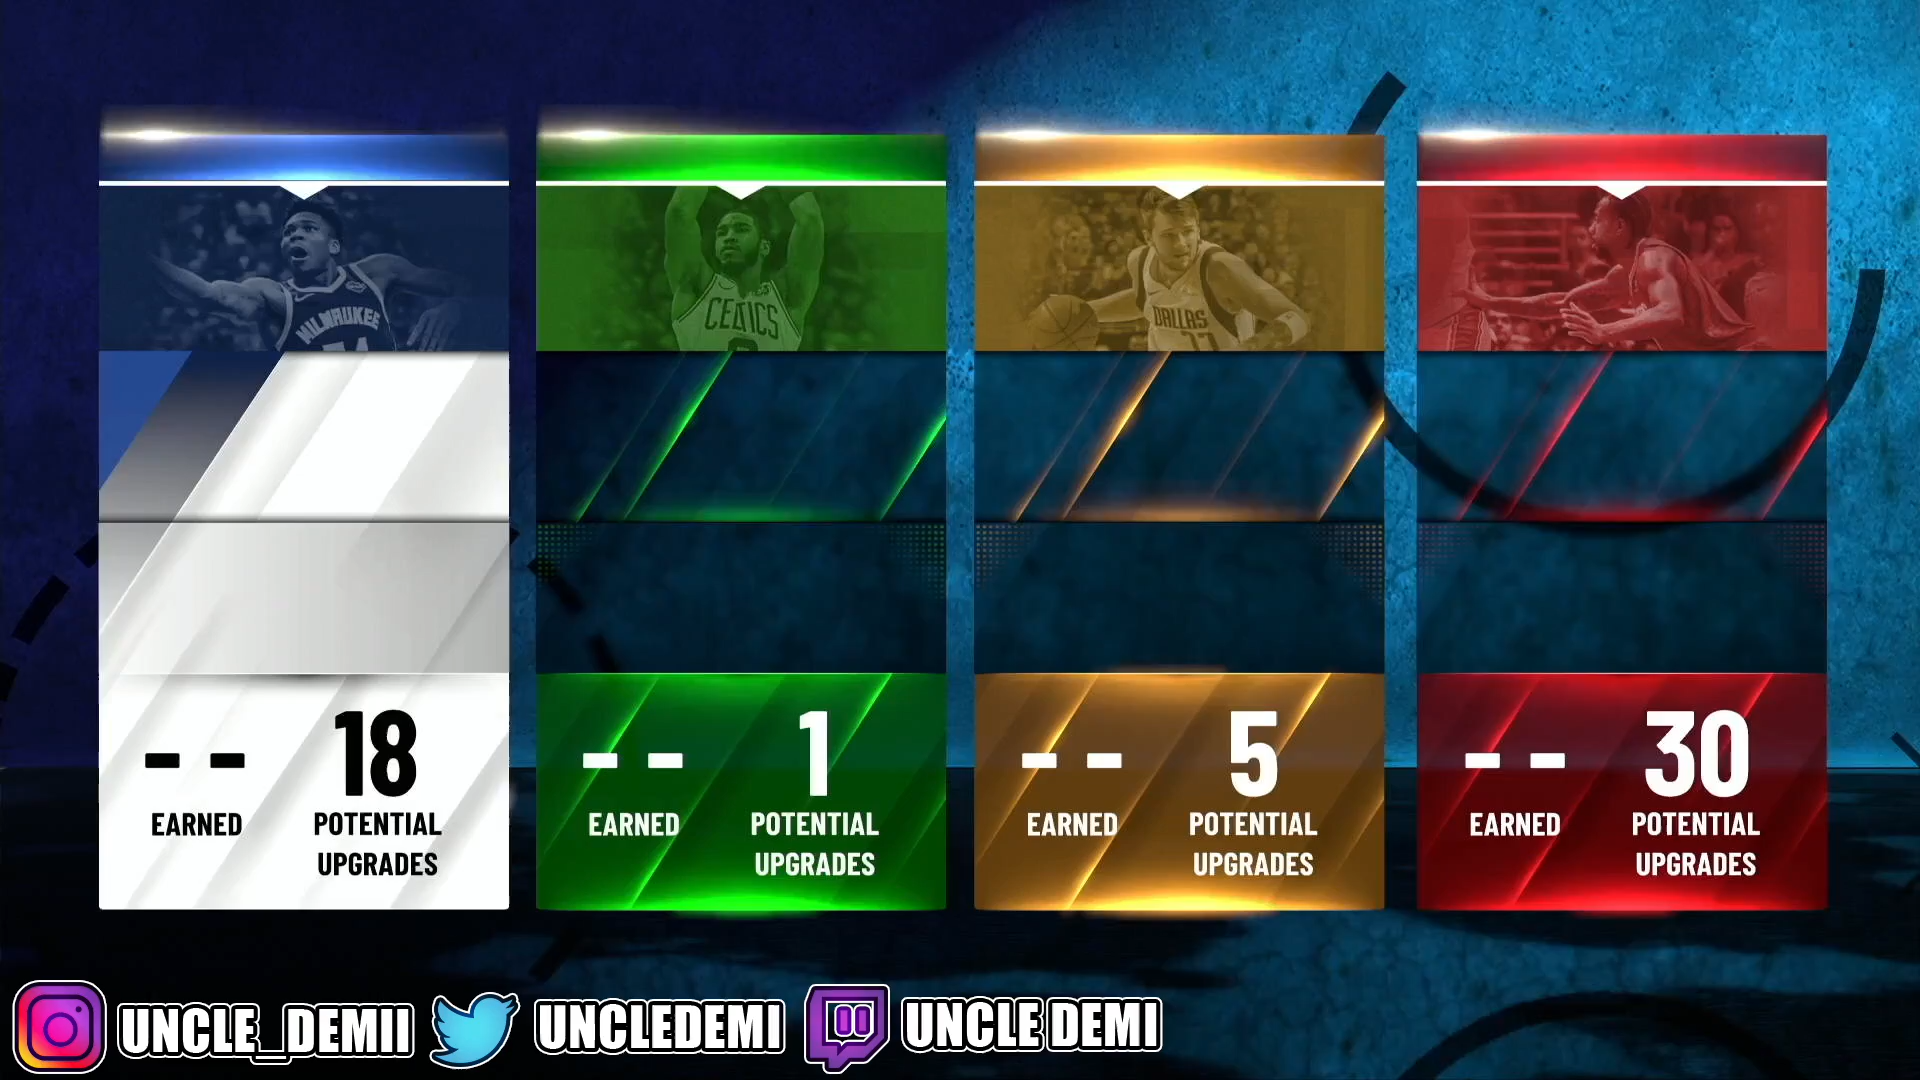 MILWAUKEE
CELTICS
DALLAS
-- 18
EARNED POTENTIAL
UPGRADES
-- 1
EARNED POTENTIAL
UPGRADES
-- 5
EARNED POTENTIAL
UPGRADES
-- 30
EARNED POTENTIAL
UPGRADES
UNCLE_DEMII UNCLEDEMI UNCLE DEMI